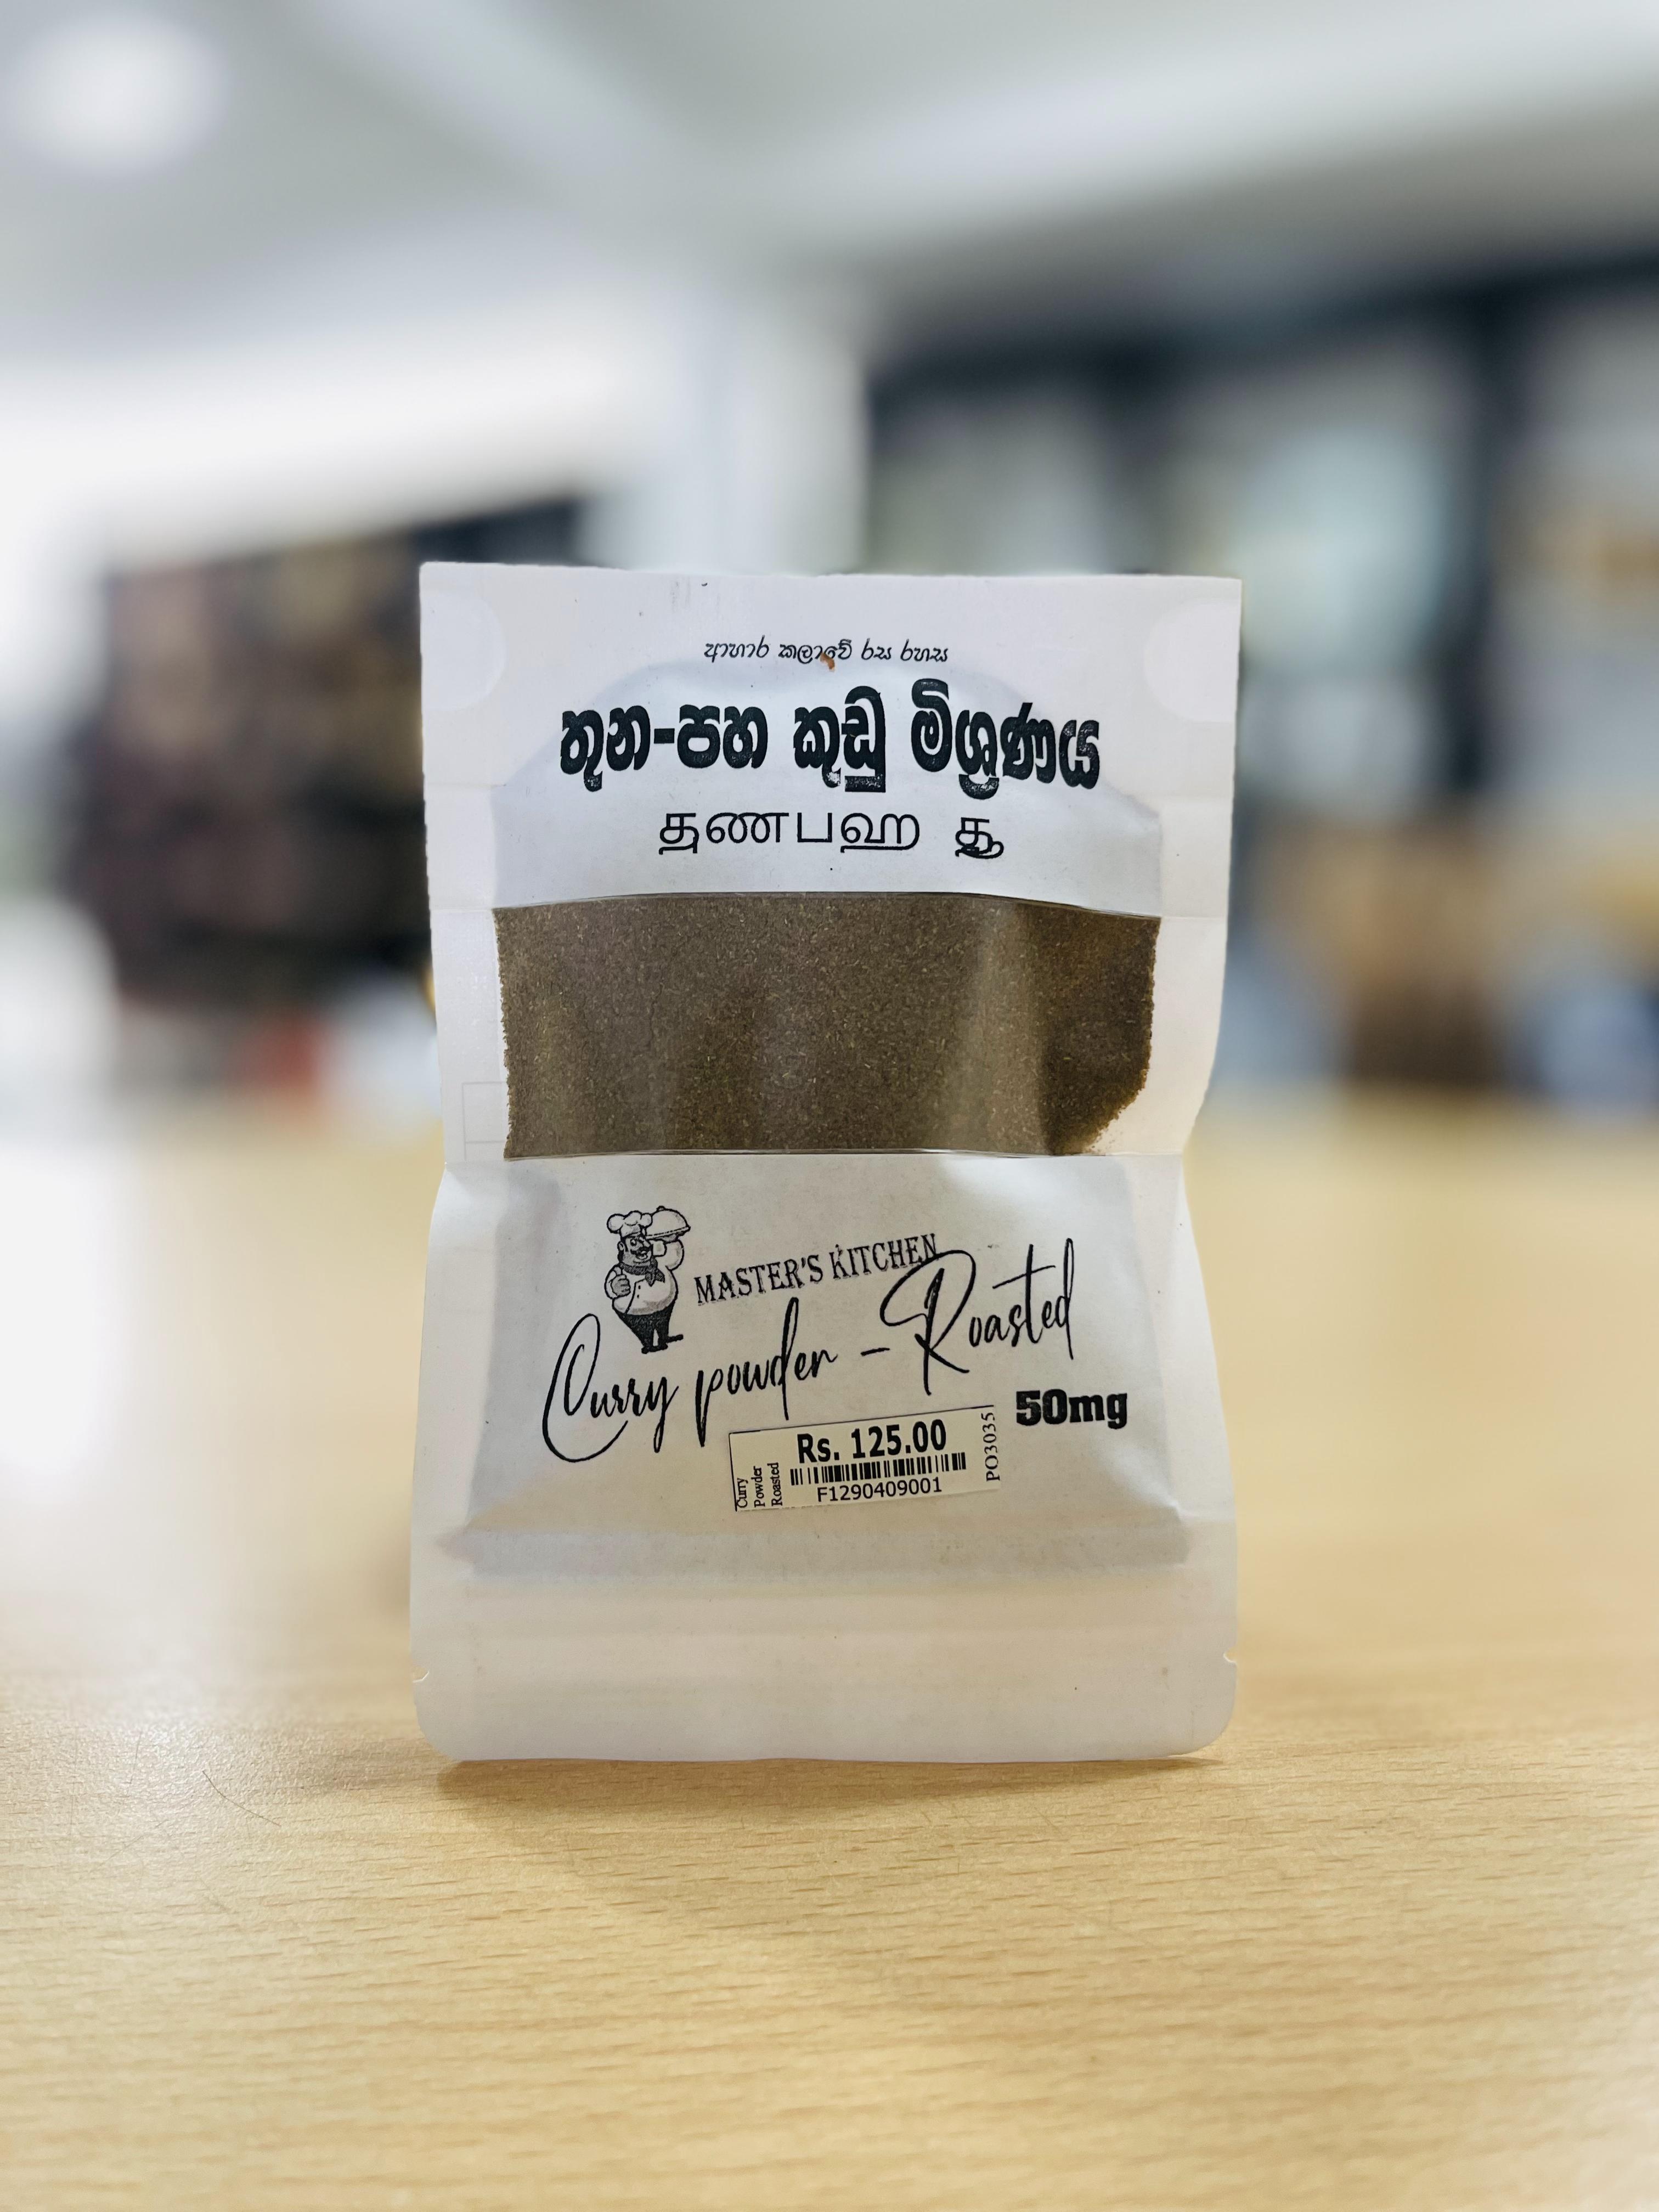 ආහාර කලාවේ රස රහස
තුන-පහ කුඩු මිශ්‍රණය
துணபஹ தூ
MASTER'S KITCHEN
Curry powder - Roasted
50mg
Rs. 125.00
Curry
Powder
Roasted
F1290409001
PO3035